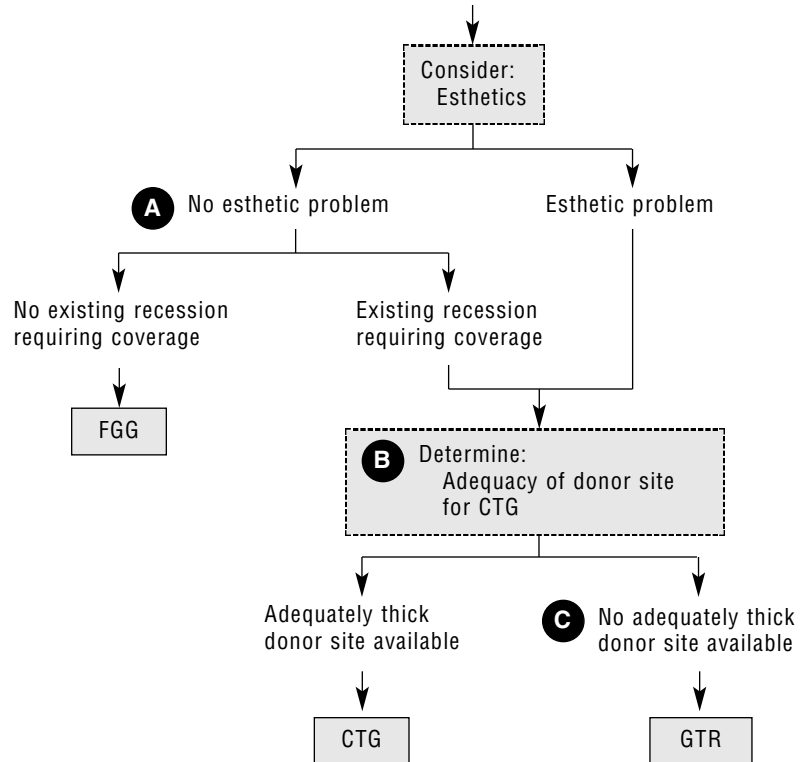 Consider:
Esthetics
A No esthetic problem
Esthetic problem
No existing recession
requiring coverage
Existing recession
requiring coverage
FGG
B Determine:
Adequacy of donor site
for CTG
Adequately thick
donor site available
C No adequately thick
donor site available
CTG
GTR